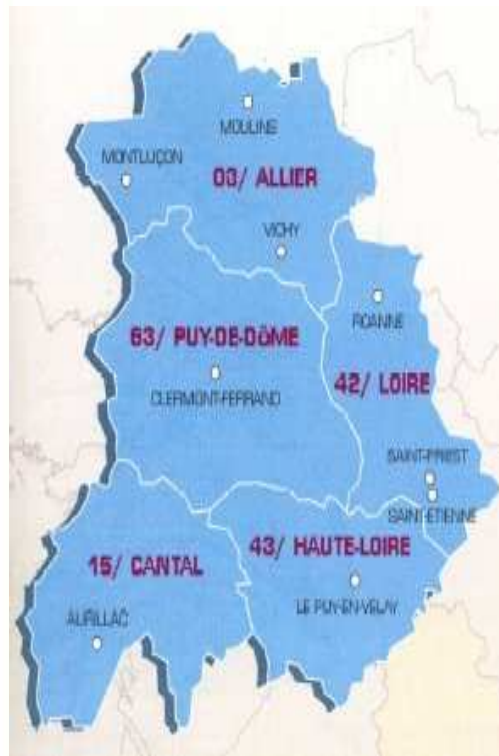 MOULINS
MONTLUÇON
03/ ALLIER
VICHY
ROANNE
63/ PUY-DE-DÔME
CLERMONT-FERRAND
42/ LOIRE
SAINT-PRIEST
SAINT-ETIENNE
43/ HAUTE-LOIRE
15/ CANTAL
LE PUY-EN-VELAY
AURILLAC